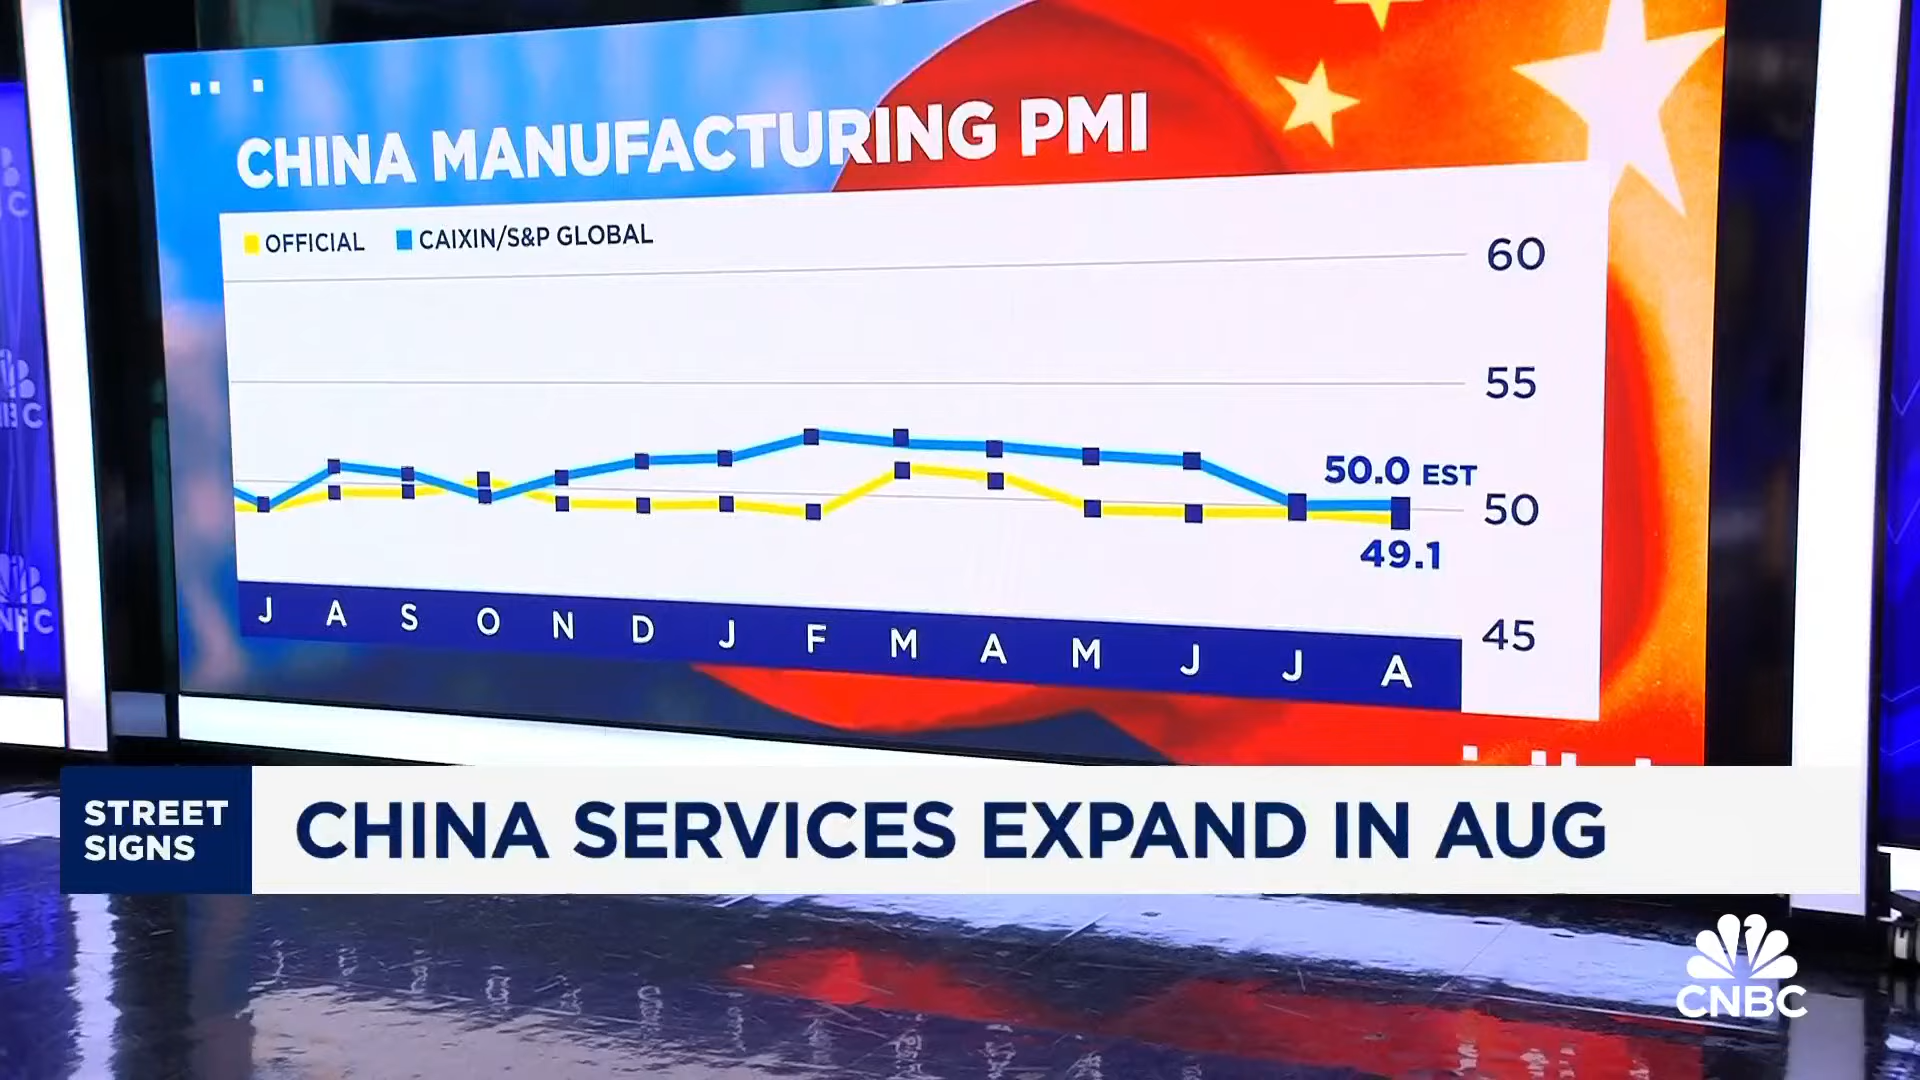 CHINA MANUFACTURING PMI
OFFICIAL CAIXIN/S&P GLOBAL
60
55
50.0 EST
50
49.1
45
J A S O N D J F M A M J J A
STREET
SIGNS
CHINA SERVICES EXPAND IN AUG
CNBC